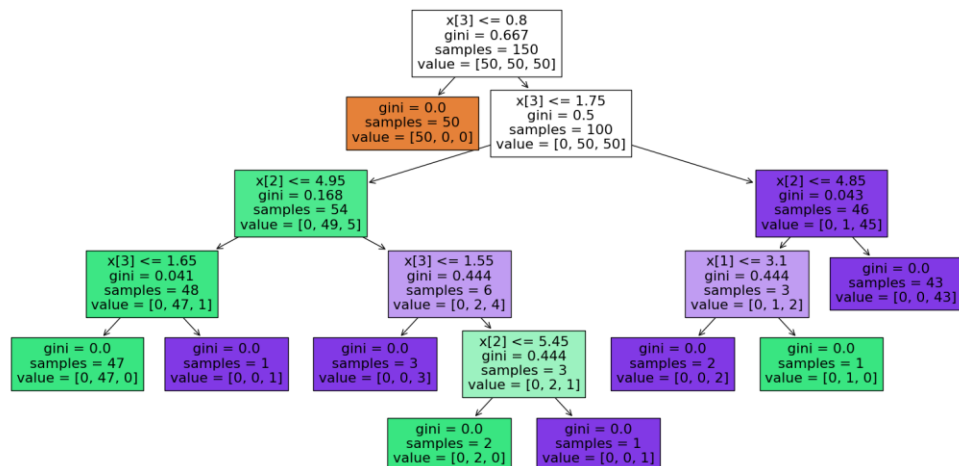 x[3] <= 0.8
gini = 0.667
samples = 150
value = [50, 50, 50]
gini = 0.0
samples = 50
value = [50, 0, 0]
x[3] <= 1.75
gini = 0.5
samples = 100
value = [0, 50, 50]
x[2] <= 4.95
gini = 0.168
samples = 54
value = [0, 49, 5]
x[2] <= 4.85
gini = 0.043
samples = 46
value = [0, 1, 45]
x[3] <= 1.65
gini = 0.041
samples = 48
value = [0, 47, 1]
x[3] <= 1.55
gini = 0.444
samples = 6
value = [0, 2, 4]
x[1] <= 3.1
gini = 0.444
samples = 3
value = [0, 1, 2]
gini = 0.0
samples = 43
value = [0, 0, 43]
gini = 0.0
samples = 47
value = [0, 47, 0]
gini = 0.0
samples = 1
value = [0, 0, 1]
gini = 0.0
samples = 3
value = [0, 0, 3]
x[2] <= 5.45
gini = 0.444
samples = 3
value = [0, 2, 1]
gini = 0.0
samples = 2
value = [0, 0, 2]
gini = 0.0
samples = 1
value = [0, 1, 0]
gini = 0.0
samples = 2
value = [0, 2, 0]
gini = 0.0
samples = 1
value = [0, 0, 1]